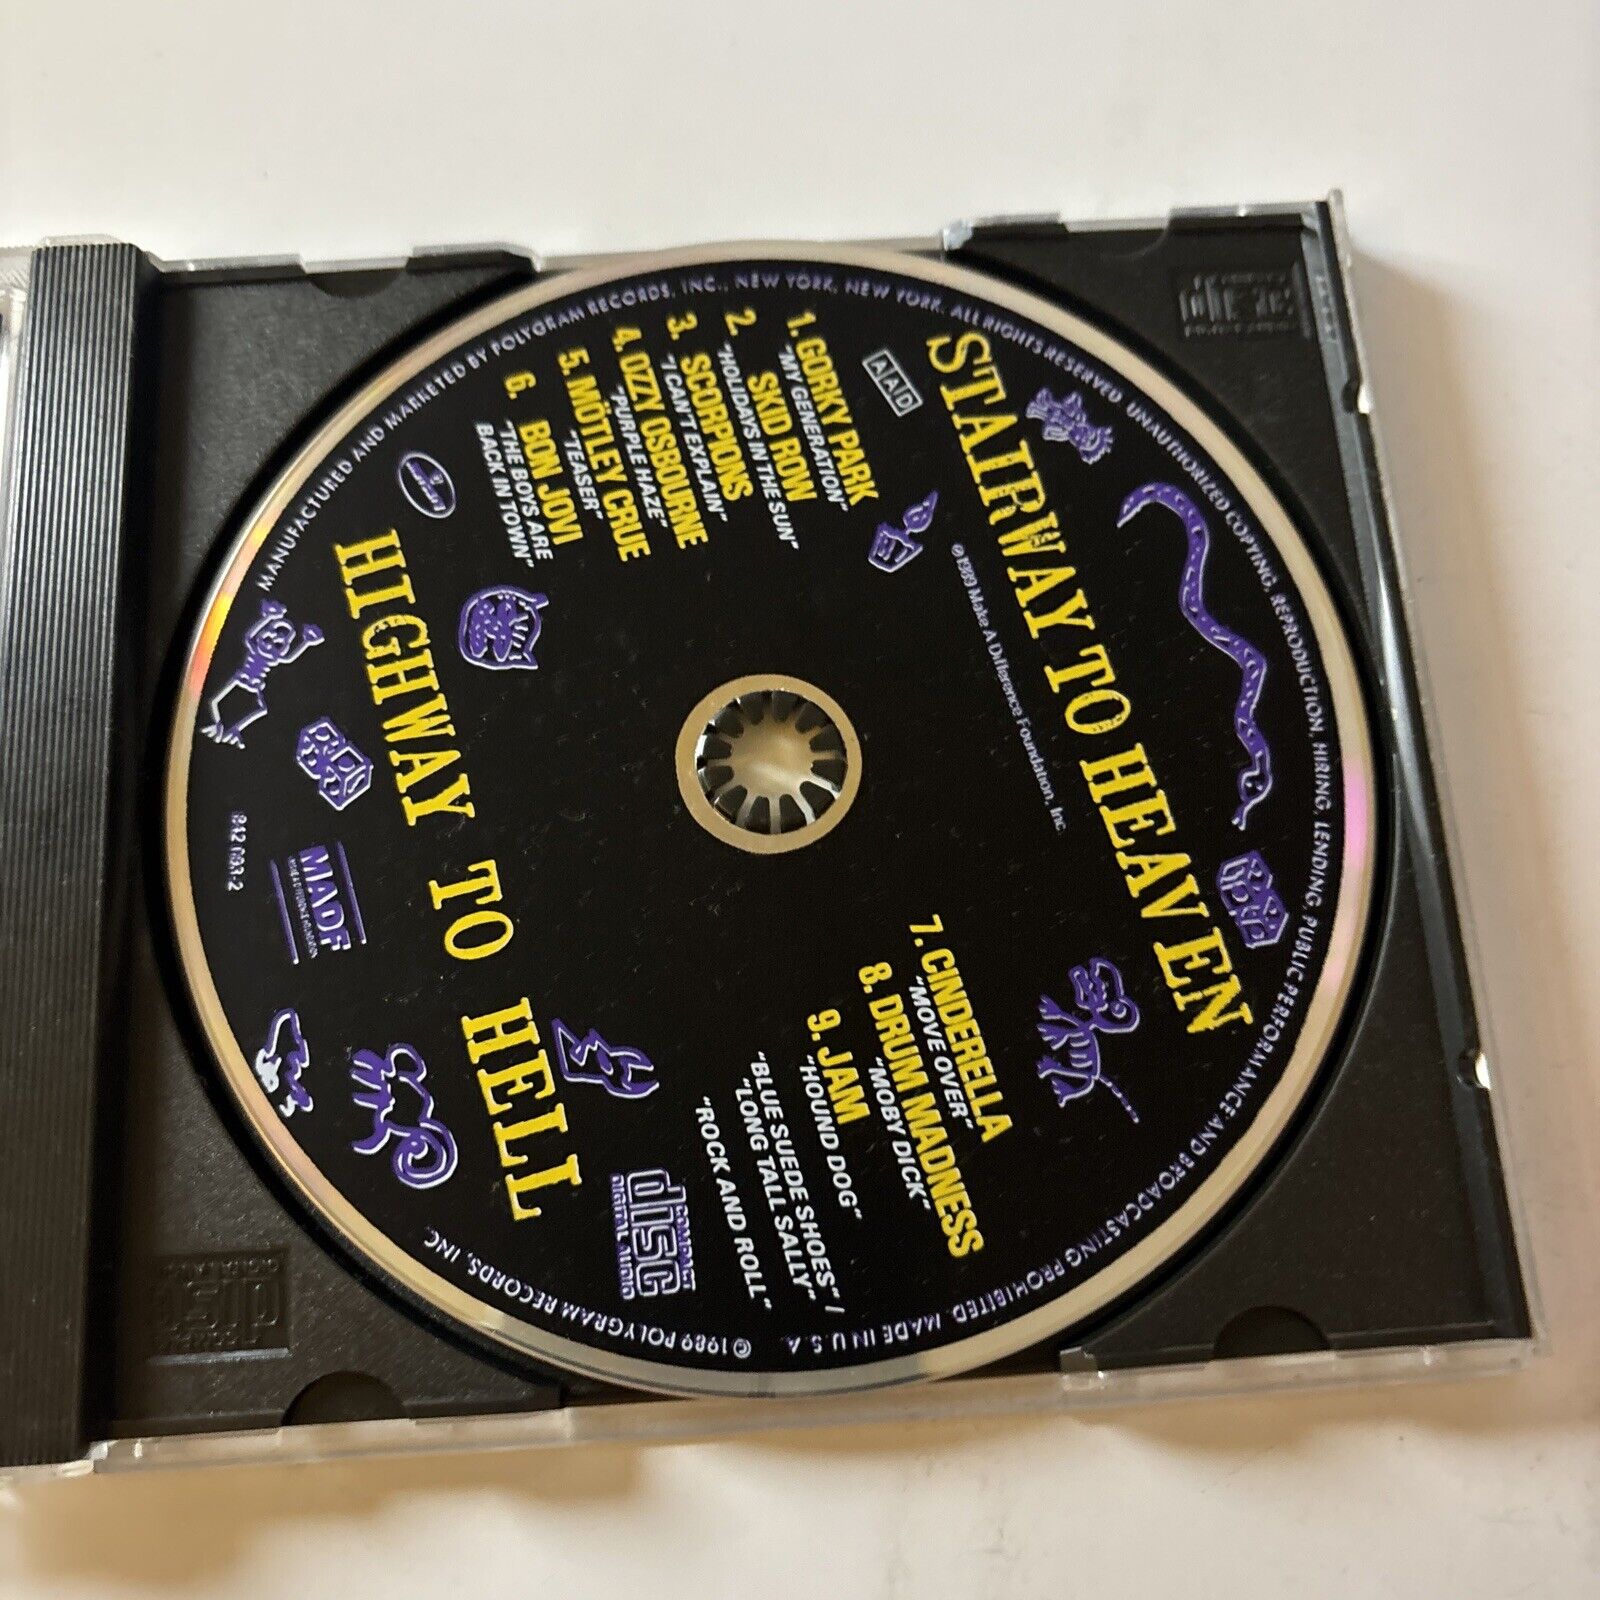 STAIRWAY TO HEAVEN
℗1989 Make A Difference Foundation, Inc.
AAD
1. GORKY PARK
"MY GENERATION"
2. SKID ROW
"HOLIDAYS IN THE SUN"
3. SCORPIONS
"I CAN'T EXPLAIN"
4. OZZY OSBOURNE
"PURPLE HAZE"
5. MÖTLEY CRUE
"TEASER"
6. BON JOVI
"THE BOYS ARE
BACK IN TOWN"
7. CINDERELLA
"MOVE OVER"
8. DRUM MADNESS
"MOBY DICK"
9. JAM
"HOUND DOG"
"BLUE SUEDE SHOES"/
"LONG TALL SALLY"
"ROCK AND ROLL"
COMPACT
disc
DIGITAL AUDIO
HIGHWAY TO HELL
MADF
842 093-2
MANUFACTURED AND MARKETED BY POLYGRAM RECORDS, INC., NEW YORK, NEW YORK. ALL RIGHTS RESERVED. UNAUTHORIZED COPYING, REPRODUCTION, HIRING, LENDING, PUBLIC PERFORMANCE AND BROADCASTING PROHIBITED. MADE IN U.S.A. ©1989 POLYGRAM RECORDS, INC.